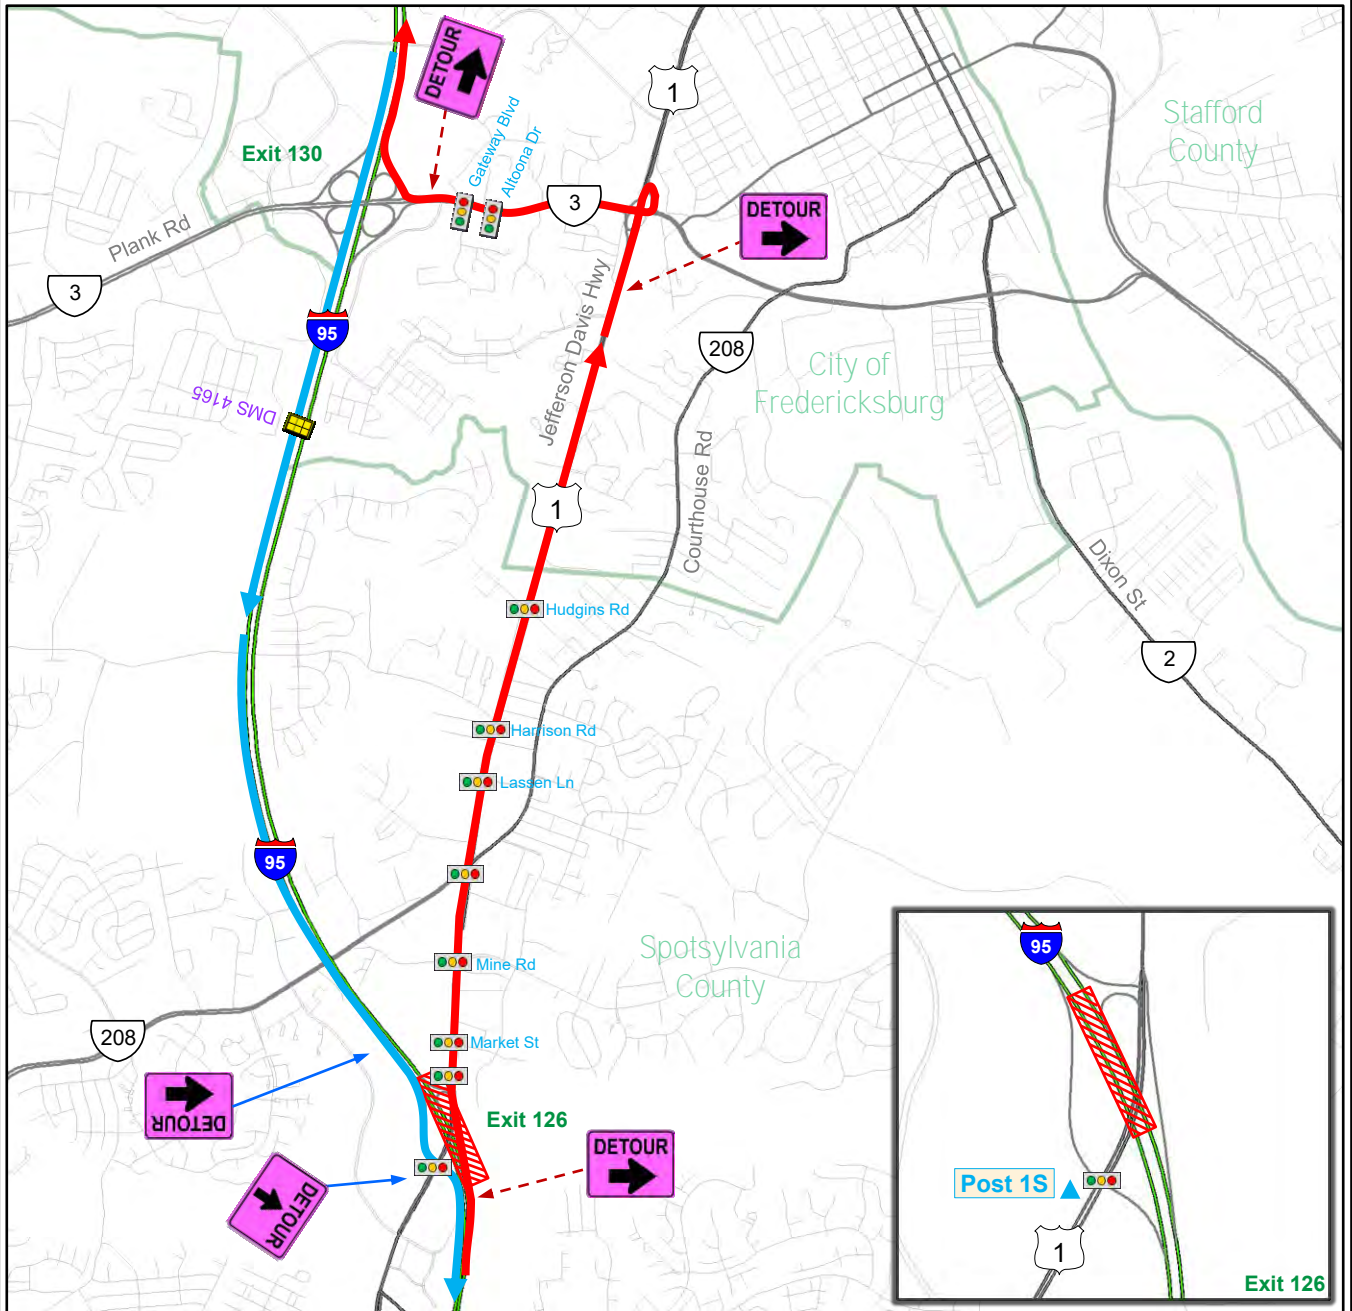 DETOUR
1
Stafford
County
Gateway Blvd
Altoona Dr
Exit 130
3
DETOUR
Plank Rd
3
Jefferson Davis Hwy
95
208
City of
Fredericksburg
DMS 4165
Courthouse Rd
1
Dixon St
Hudgins Rd
2
Harrison Rd
Lassen Ln
95
Spotsylvania
County
Mine Rd
208
Market St
DETOUR
Exit 126
DETOUR
DETOUR
95
Post 1S
1
Exit 126